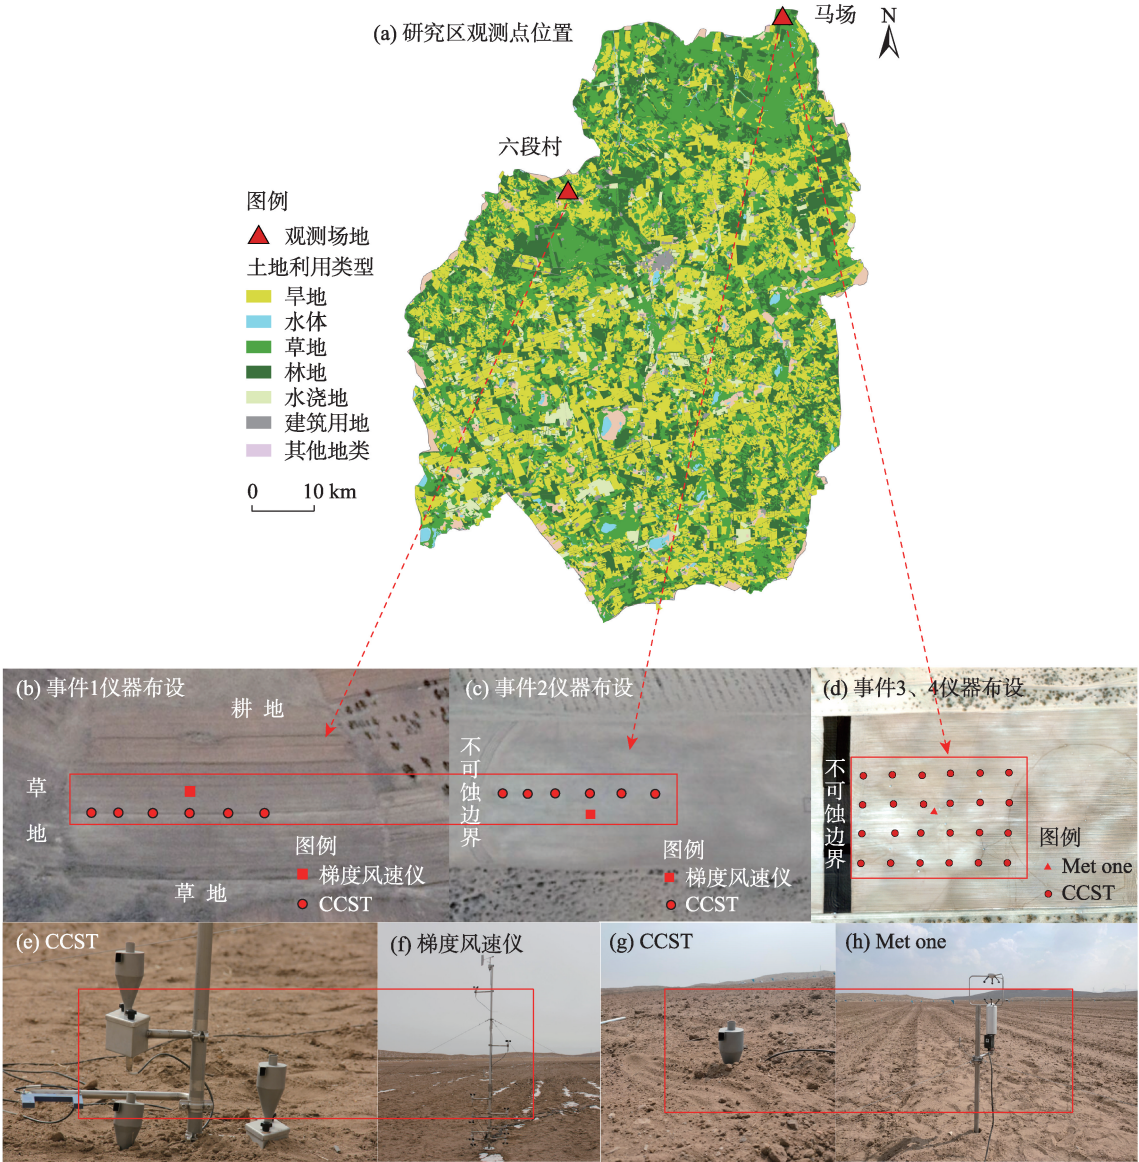 (a) 研究区观测点位置
马场
N
六段村
图例
观测场地
土地利用类型
旱地
水体
草地
林地
水浇地
建筑用地
其他地类
0 10 km
(b) 事件1仪器布设
耕 地
草
地
草 地
图例
梯度风速仪
CCST
(c) 事件2仪器布设
不可蚀边界
图例
梯度风速仪
CCST
(d) 事件3、4仪器布设
不可蚀边界
图例
Met one
CCST
(e) CCST
(f) 梯度风速仪
(g) CCST
(h) Met one